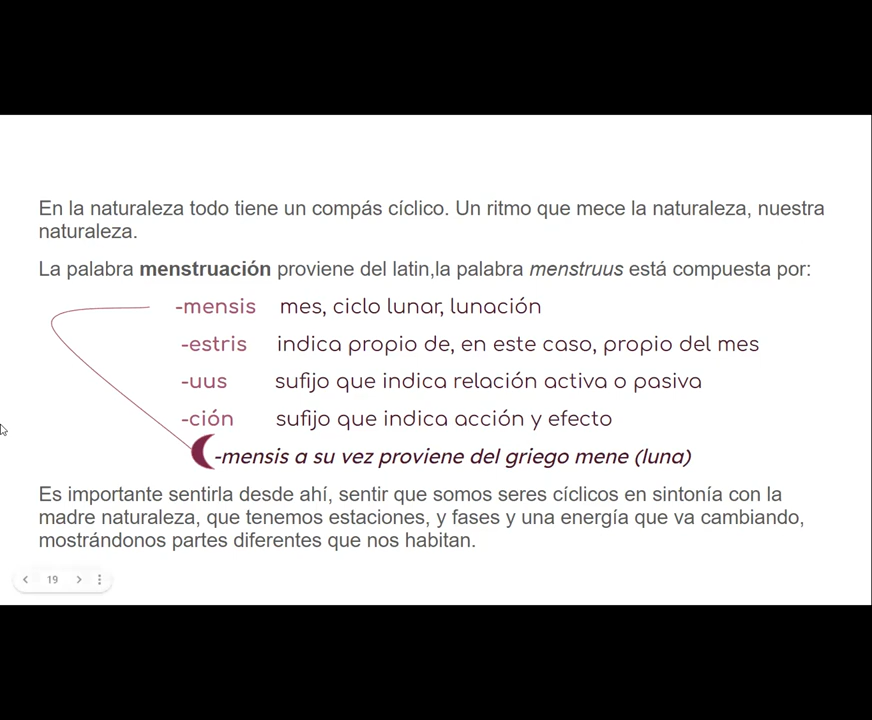 En la naturaleza todo tiene un compás cíclico. Un ritmo que mece la naturaleza, nuestra
naturaleza.
La palabra menstruación proviene del latin,la palabra menstruus está compuesta por:
-mensis mes, ciclo lunar, lunación
-estris indica propio de, en este caso, propio del mes
-uus sufijo que indica relación activa o pasiva
-ción sufijo que indica acción y efecto
-mensis a su vez proviene del griego mene (luna)
Es importante sentirla desde ahí, sentir que somos seres cíclicos en sintonía con la
madre naturaleza, que tenemos estaciones, y fases y una energía que va cambiando,
mostrándonos partes diferentes que nos habitan.
19